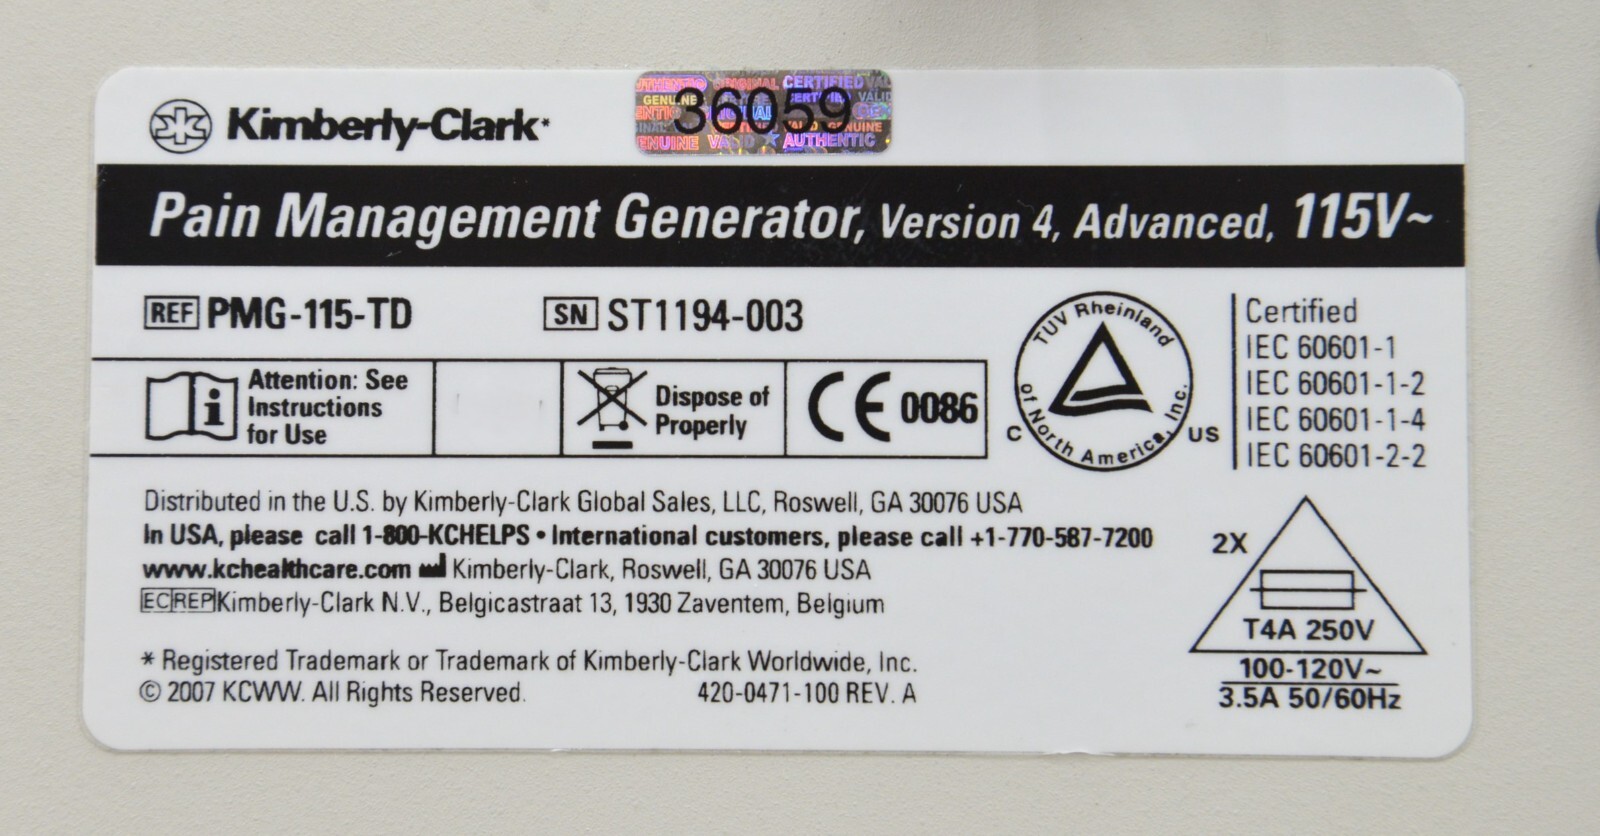 Kimberly-Clark*
36059
Pain Management Generator, Version 4, Advanced, 115V~
REF PMG-115-TD
SN ST1194-003
Attention: See
Instructions
for Use
Dispose of
Properly
CE 0086
TUV Rheinland
of North America, Inc.
C US
Certified
IEC 60601-1
IEC 60601-1-2
IEC 60601-1-4
IEC 60601-2-2
Distributed in the U.S. by Kimberly-Clark Global Sales, LLC, Roswell, GA 30076 USA
In USA, please call 1-800-KCHELPS • International customers, please call +1-770-587-7200
www.kchealthcare.com Kimberly-Clark, Roswell, GA 30076 USA
EC REP Kimberly-Clark N.V., Belgicastraat 13, 1930 Zaventem, Belgium
* Registered Trademark or Trademark of Kimberly-Clark Worldwide, Inc.
© 2007 KCWW. All Rights Reserved. 420-0471-100 REV. A
2X
T4A 250V
100-120V~
3.5A 50/60Hz